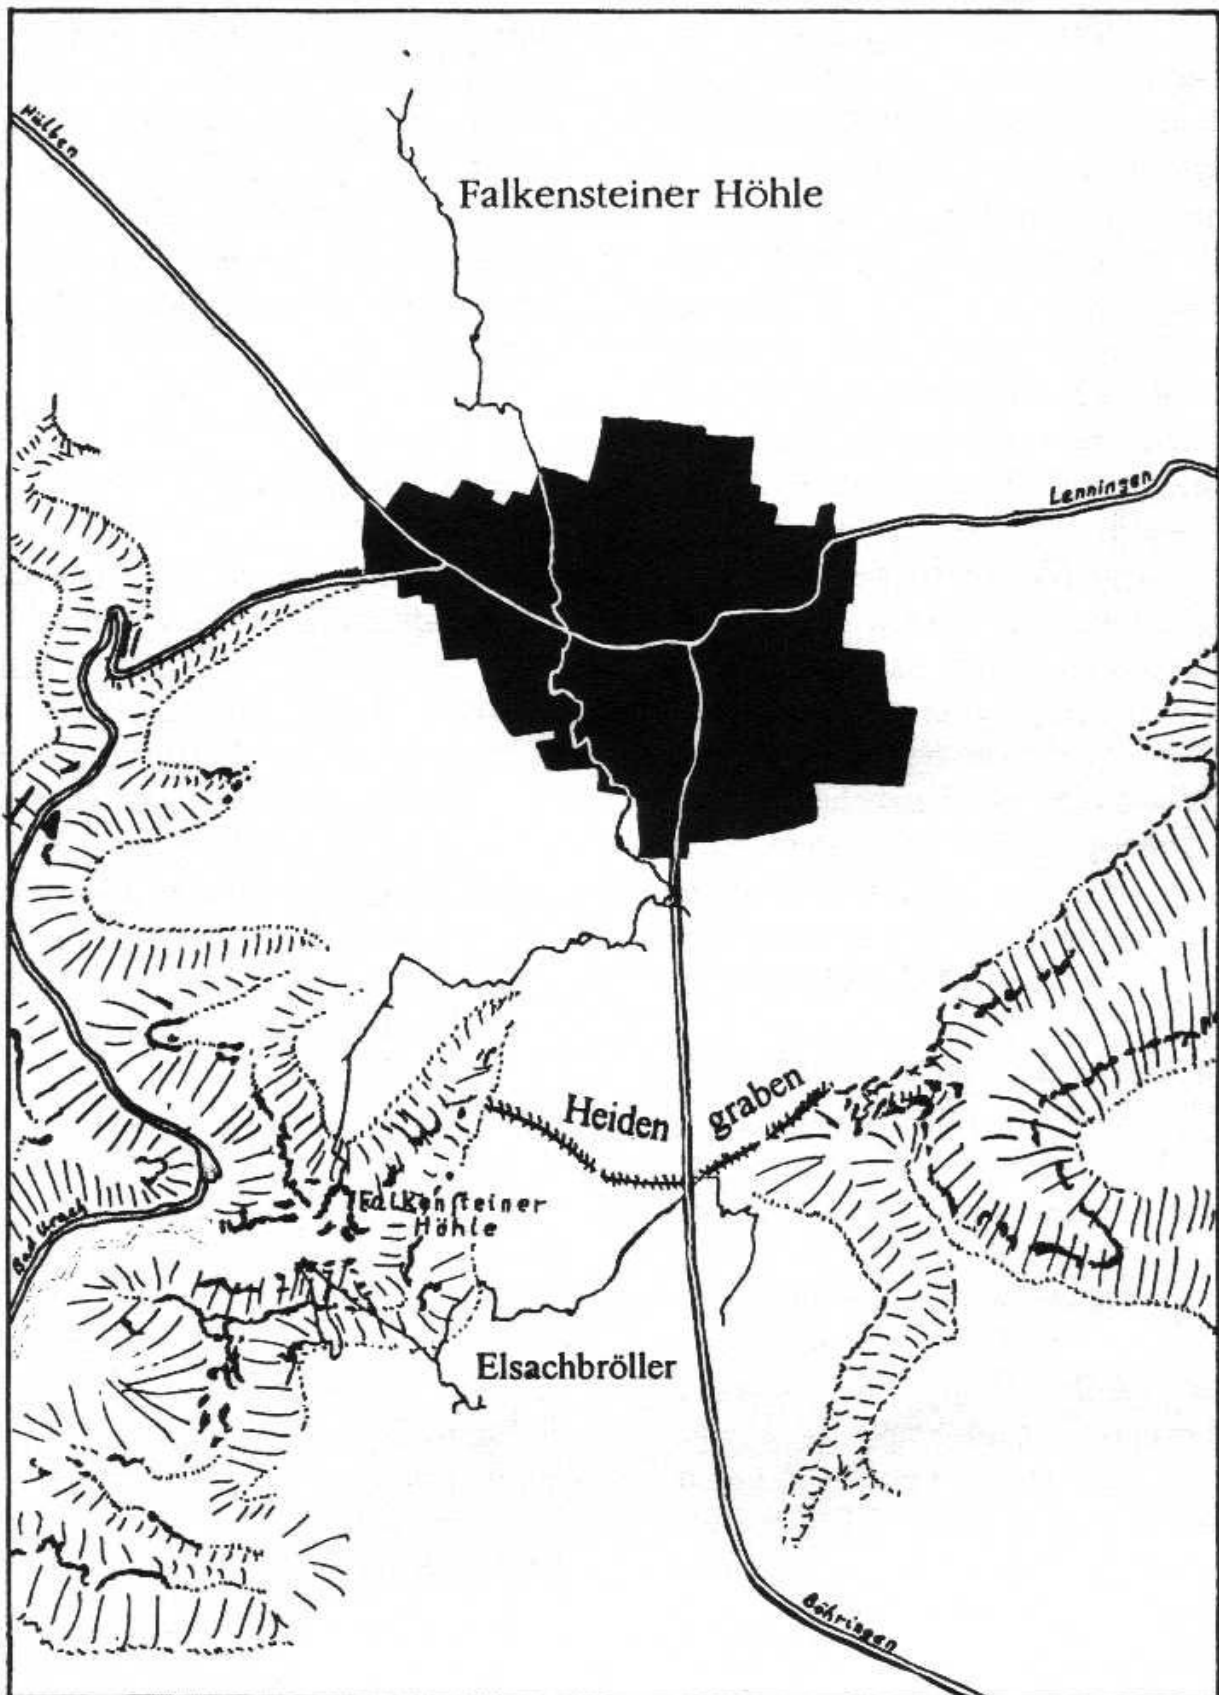 Hülben
Falkensteiner Höhle
Lenningen
Heiden
graben
Falkensteiner
Höhle
Bad Urach
Elsachbröller
Böhringen